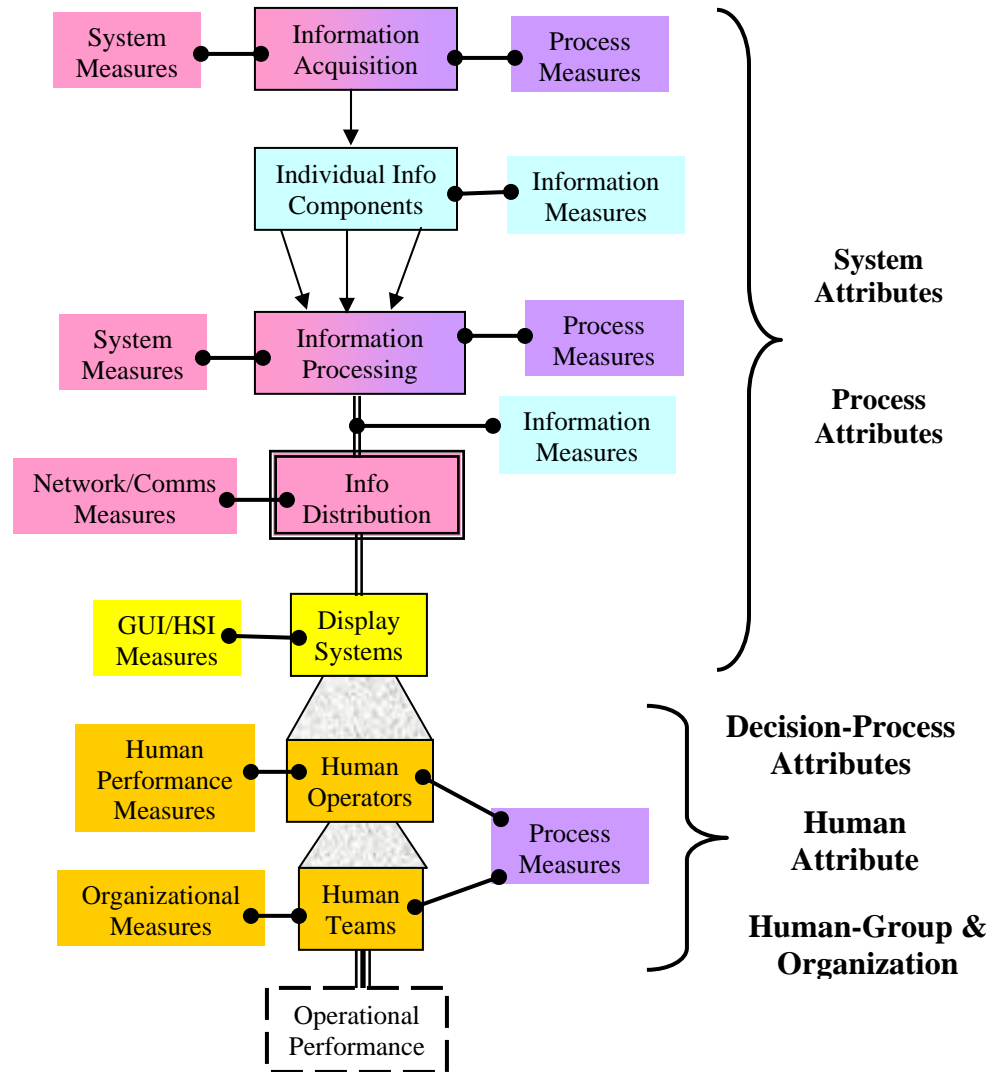 System
Measures
Information
Acquisition
Process
Measures
Individual Info
Components
Information
Measures
System
Attributes
System
Measures
Information
Processing
Process
Measures
Process
Attributes
Information
Measures
Network/Comms
Measures
Info
Distribution
GUI/HSI
Measures
Display
Systems
Decision-Process
Attributes
Human
Performance
Measures
Human
Operators
Process
Measures
Human
Attribute
Organizational
Measures
Human
Teams
Human-Group &
Organization
Operational
Performance